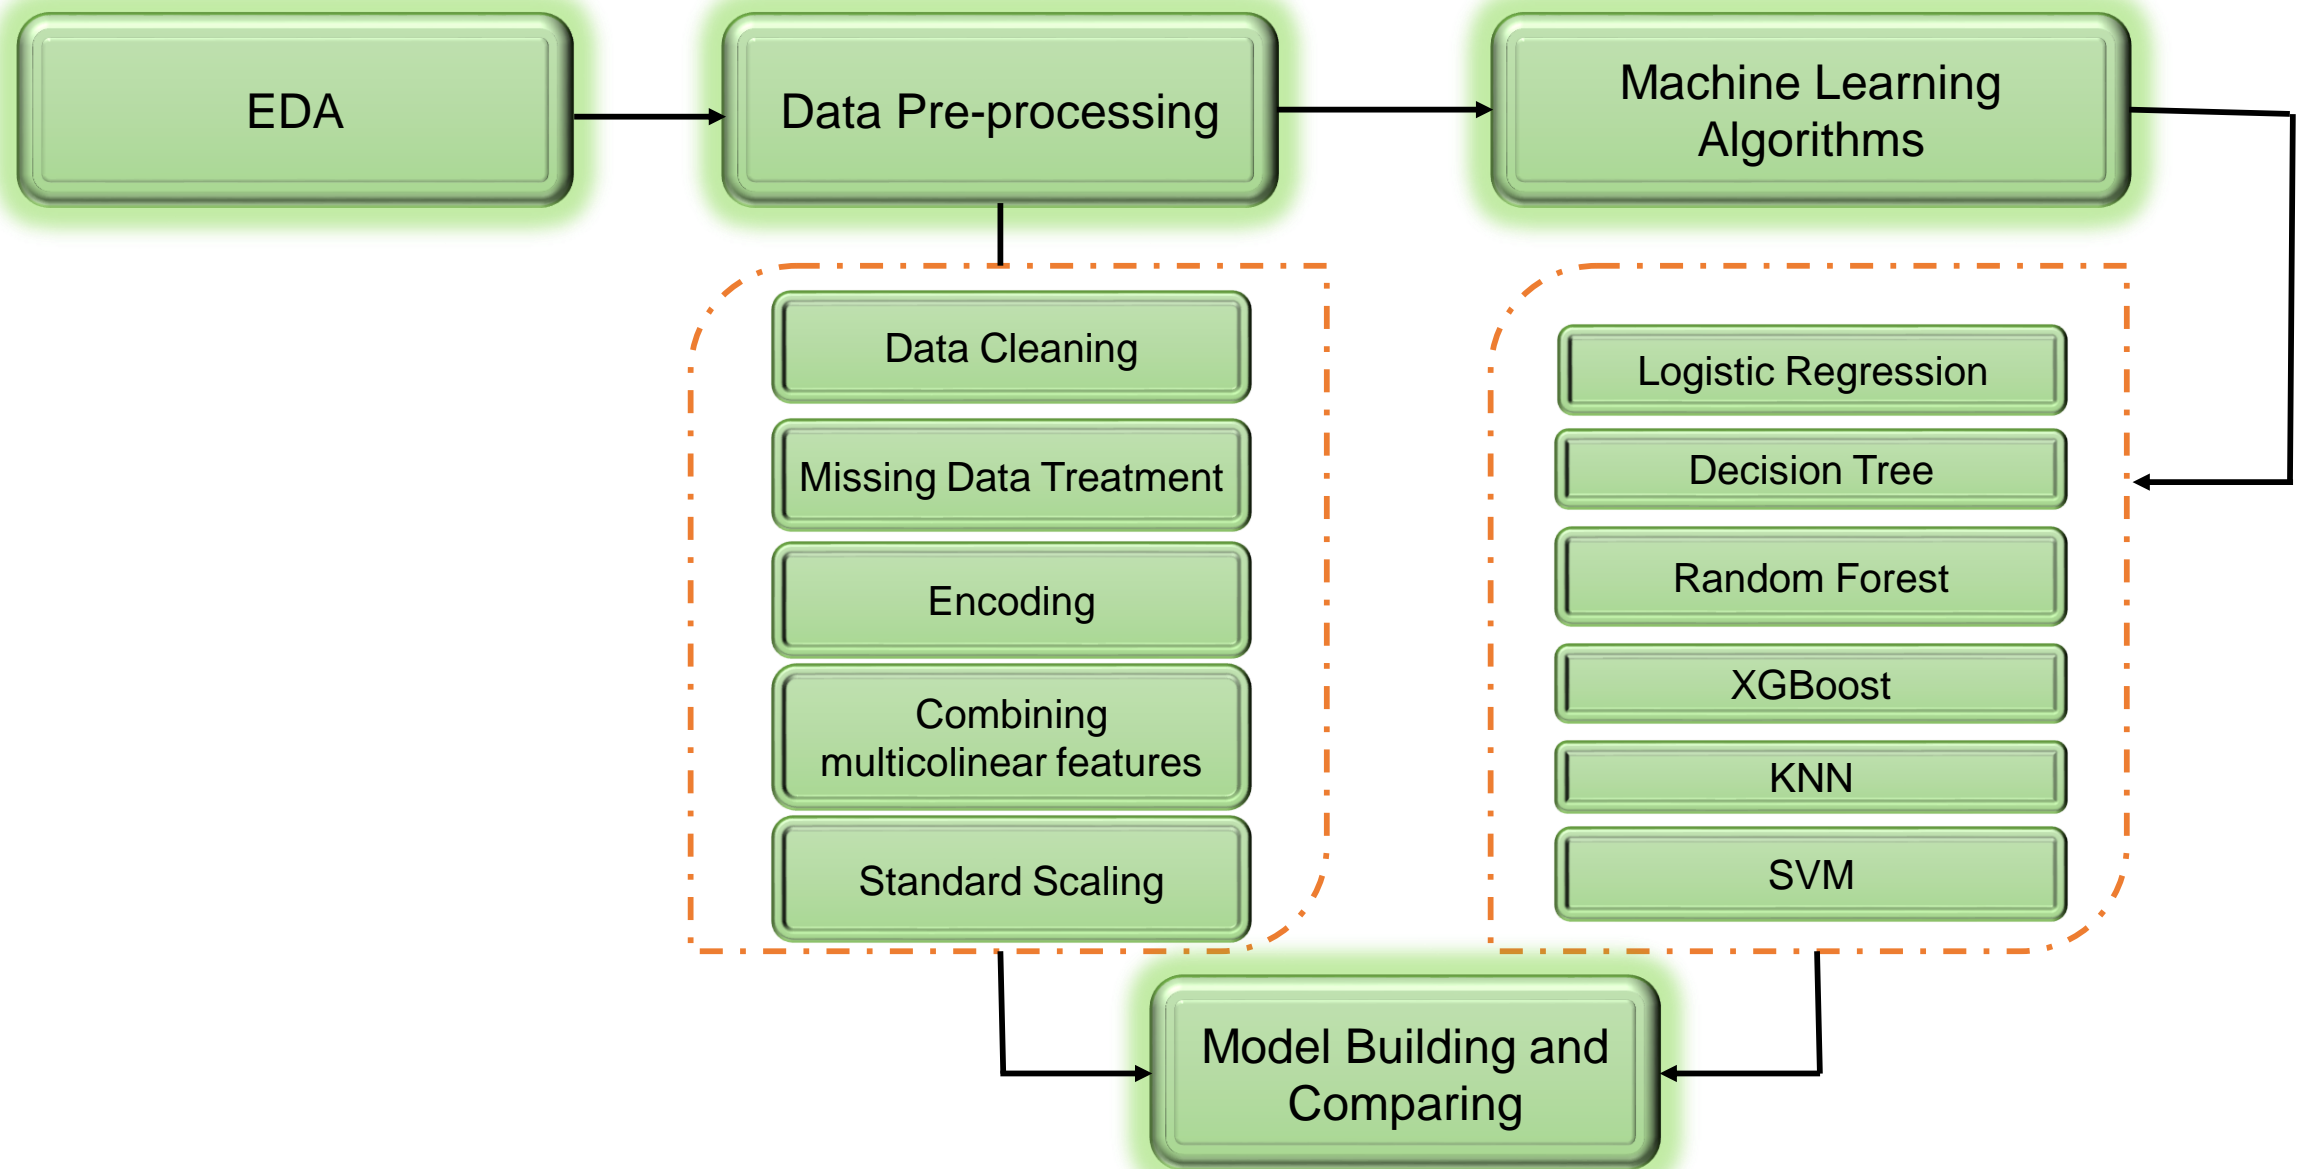 EDA
Data Pre-processing
Machine Learning
Algorithms
Data Cleaning
Missing Data Treatment
Encoding
Combining
multicolinear features
Standard Scaling
Logistic Regression
Decision Tree
Random Forest
XGBoost
KNN
SVM
Model Building and
Comparing